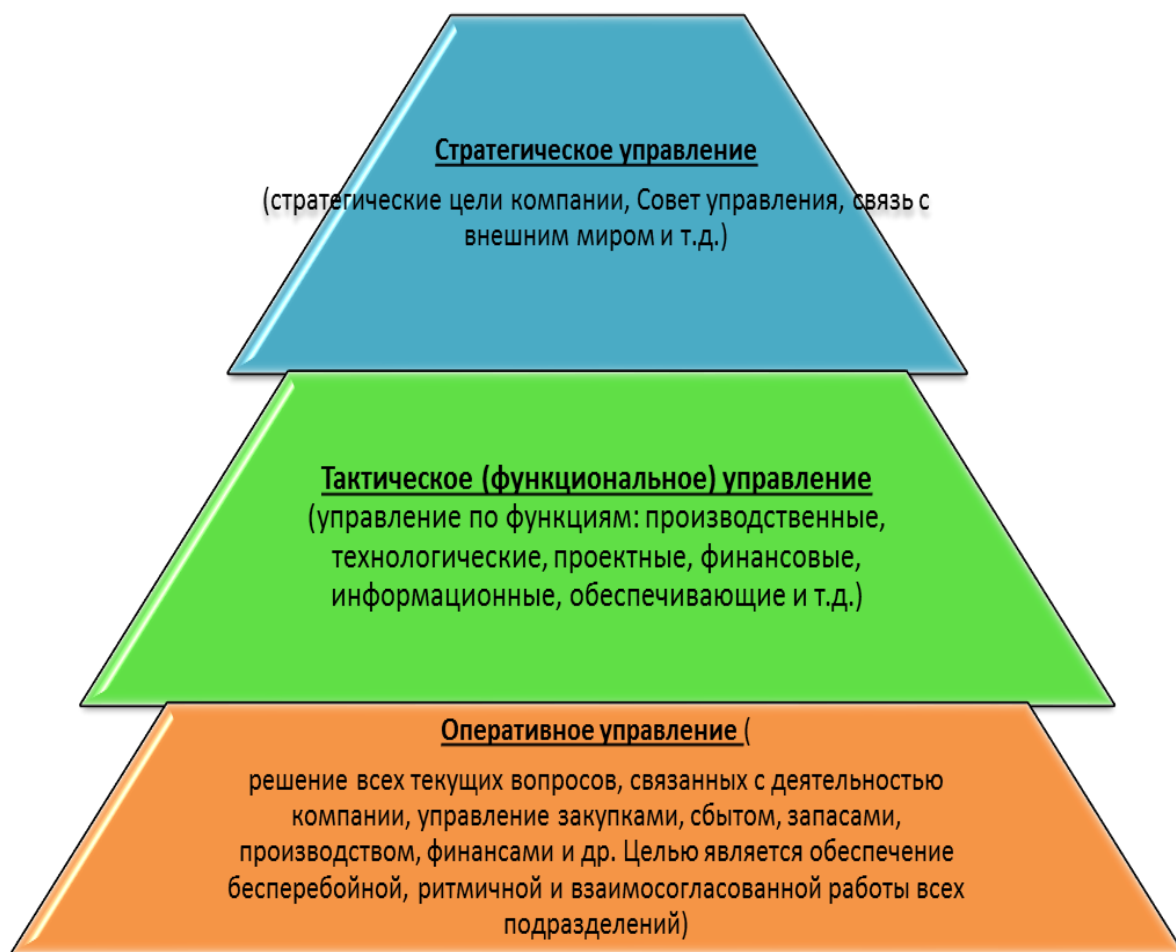 Стратегическое управление
(стратегические цели компании, Совет управления, связь с
внешним миром и т.д.)
Тактическое (функциональное) управление
(управление по функциям: производственные,
технологические, проектные, финансовые,
информационные, обеспечивающие и т.д.)
Оперативное управление (
решение всех текущих вопросов, связанных с деятельностью
компании, управление закупками, сбытом, запасами,
производством, финансами и др. Целью является обеспечение
бесперебойной, ритмичной и взаимосогласованной работы всех
подразделений)